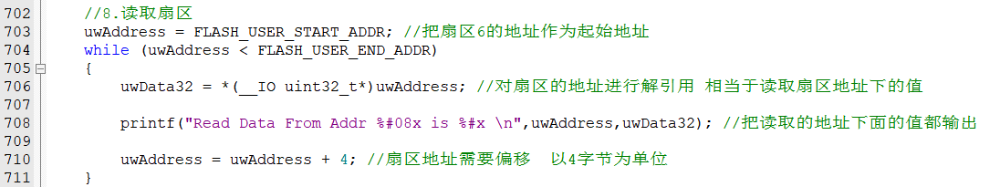 702 //8.读取扇区
703 uwAddress = FLASH_USER_START_ADDR; //把扇区6的地址作为起始地址
704 while (uwAddress < FLASH_USER_END_ADDR)
705 {
706 uwData32 = *(__IO uint32_t*)uwAddress; //对扇区的地址进行解引用 相当于读取扇区地址下的值
707
708 printf("Read Data From Addr %#08x is %#x \n",uwAddress,uwData32); //把读取的地址下面的值都输出
709
710 uwAddress = uwAddress + 4; //扇区地址需要偏移  以4字节为单位
711 }